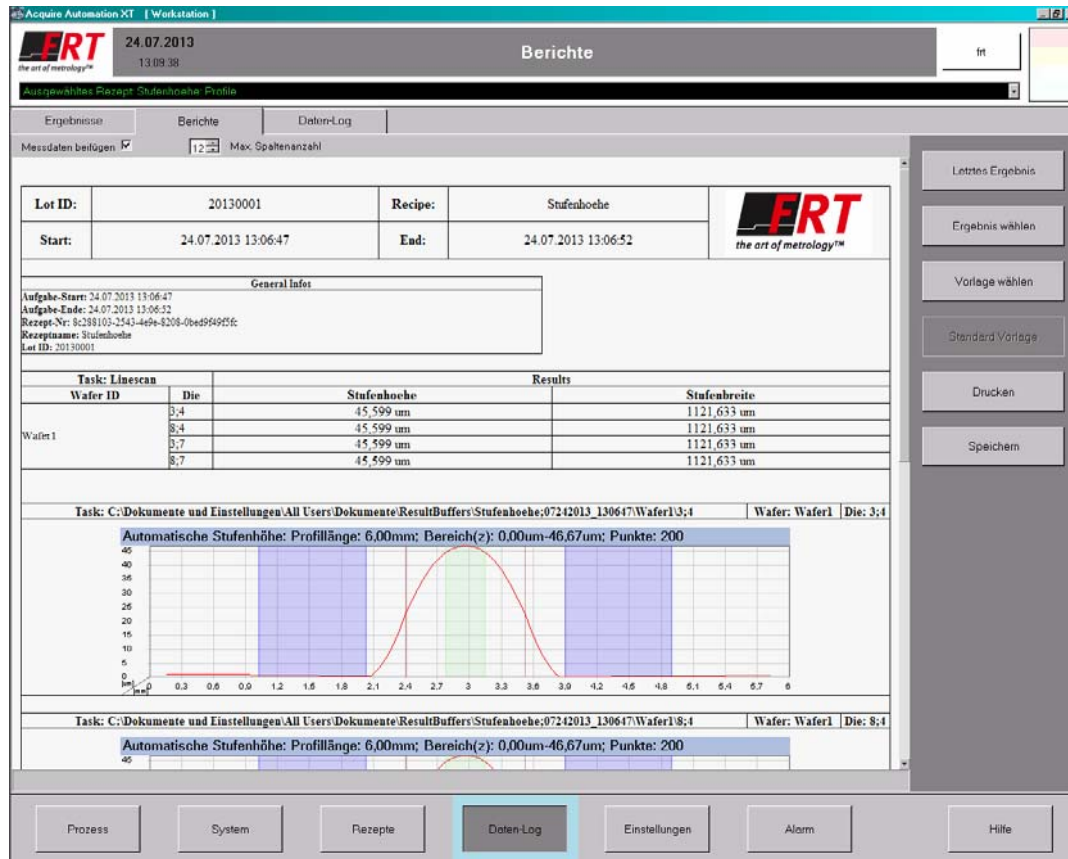 Acquire Automation XT [ Workstation ]
FRT
the art of metrology™
24.07.2013
13:09:38
Berichte
frt
Ausgewähltes Rezept: Stufenhoehe: Profile
Ergebnisse Berichte Daten-Log
Messdaten beifügen 12 Max. Spaltenanzahl
Letztes Ergebnis
Ergebnis wählen
Vorlage wählen
Standard Vorlage
Drucken
Speichern
Lot ID: 20130001 Recipe: Stufenhoehe
Start: 24.07.2013 13:06:47 End: 24.07.2013 13:06:52
FRT
the art of metrology™
General Infos
Aufgabe-Start: 24.07.2013 13:06:47
Aufgabe-Ende: 24.07.2013 13:06:52
Rezept-Nr: 8c288103-2543-4e9e-8208-0bed9f49f5fc
Rezeptname: Stufenhoehe
Lot ID: 20130001
Task: Linescan Results
Wafer ID Die Stufenhoehe Stufenbreite
Wafer1
3;4 45,599 um 1121,633 um
8;4 45,599 um 1121,633 um
3;7 45,599 um 1121,633 um
8;7 45,599 um 1121,633 um
Task: C:\Dokumente und Einstellungen\All Users\Dokumente\ResultBuffers\Stufenhoehe;07242013_130647\Wafer1\3;4 Wafer: Wafer1 Die: 3;4
Automatische Stufenhöhe: Profillänge: 6,00mm; Bereich(z): 0,00um-46,67um; Punkte: 200
45
40
35
30
25
20
15
10
5
0
[um]
[mm] 0 0,3 0,6 0,9 1,2 1,5 1,8 2,1 2,4 2,7 3 3,3 3,6 3,9 4,2 4,5 4,8 5,1 5,4 5,7 6
Task: C:\Dokumente und Einstellungen\All Users\Dokumente\ResultBuffers\Stufenhoehe;07242013_130647\Wafer1\8;4 Wafer: Wafer1 Die: 8;4
Automatische Stufenhöhe: Profillänge: 6,00mm; Bereich(z): 0,00um-46,67um; Punkte: 200
45
Prozess System Rezepte Daten-Log Einstellungen Alarm Hilfe